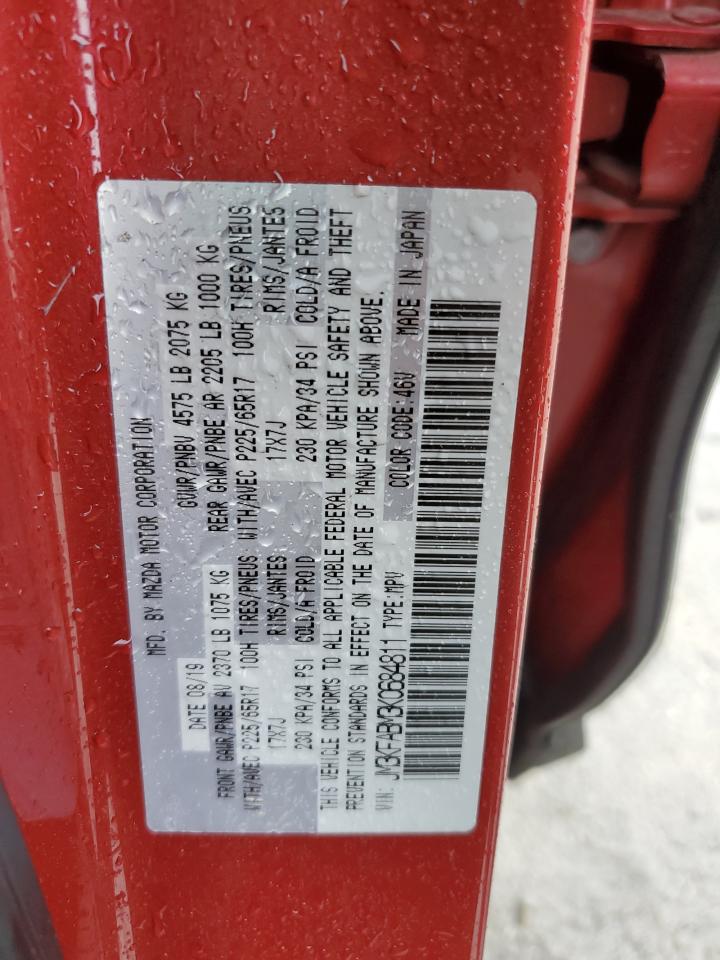 MFD. BY MAZDA MOTOR CORPORATION
DATE 08/19 GVWR/PNBV 4575 LB 2075 KG
FRONT GAWR/PNBE AV 2370 LB 1075 KG REAR GAWR/PNBE AR 2205 LB 1000 KG
WITH/AVEC P225/65R17 100H TIRES/PNEUS WITH/AVEC P225/65R17 100H TIRES/PNEUS
17X7J RIMS/JANTES 17X7J RIMS/JANTES
230 KPA/34 PSI COLD/A FROID 230 KPA/34 PSI COLD/A FROID
THIS VEHICLE CONFORMS TO ALL APPLICABLE FEDERAL MOTOR VEHICLE SAFETY AND THEFT
PREVENTION STANDARDS IN EFFECT ON THE DATE OF MANUFACTURE SHOWN ABOVE.
VIN: JM3KFABM3K0684811 TYPE:MPV COLOR CODE:46V MADE IN JAPAN